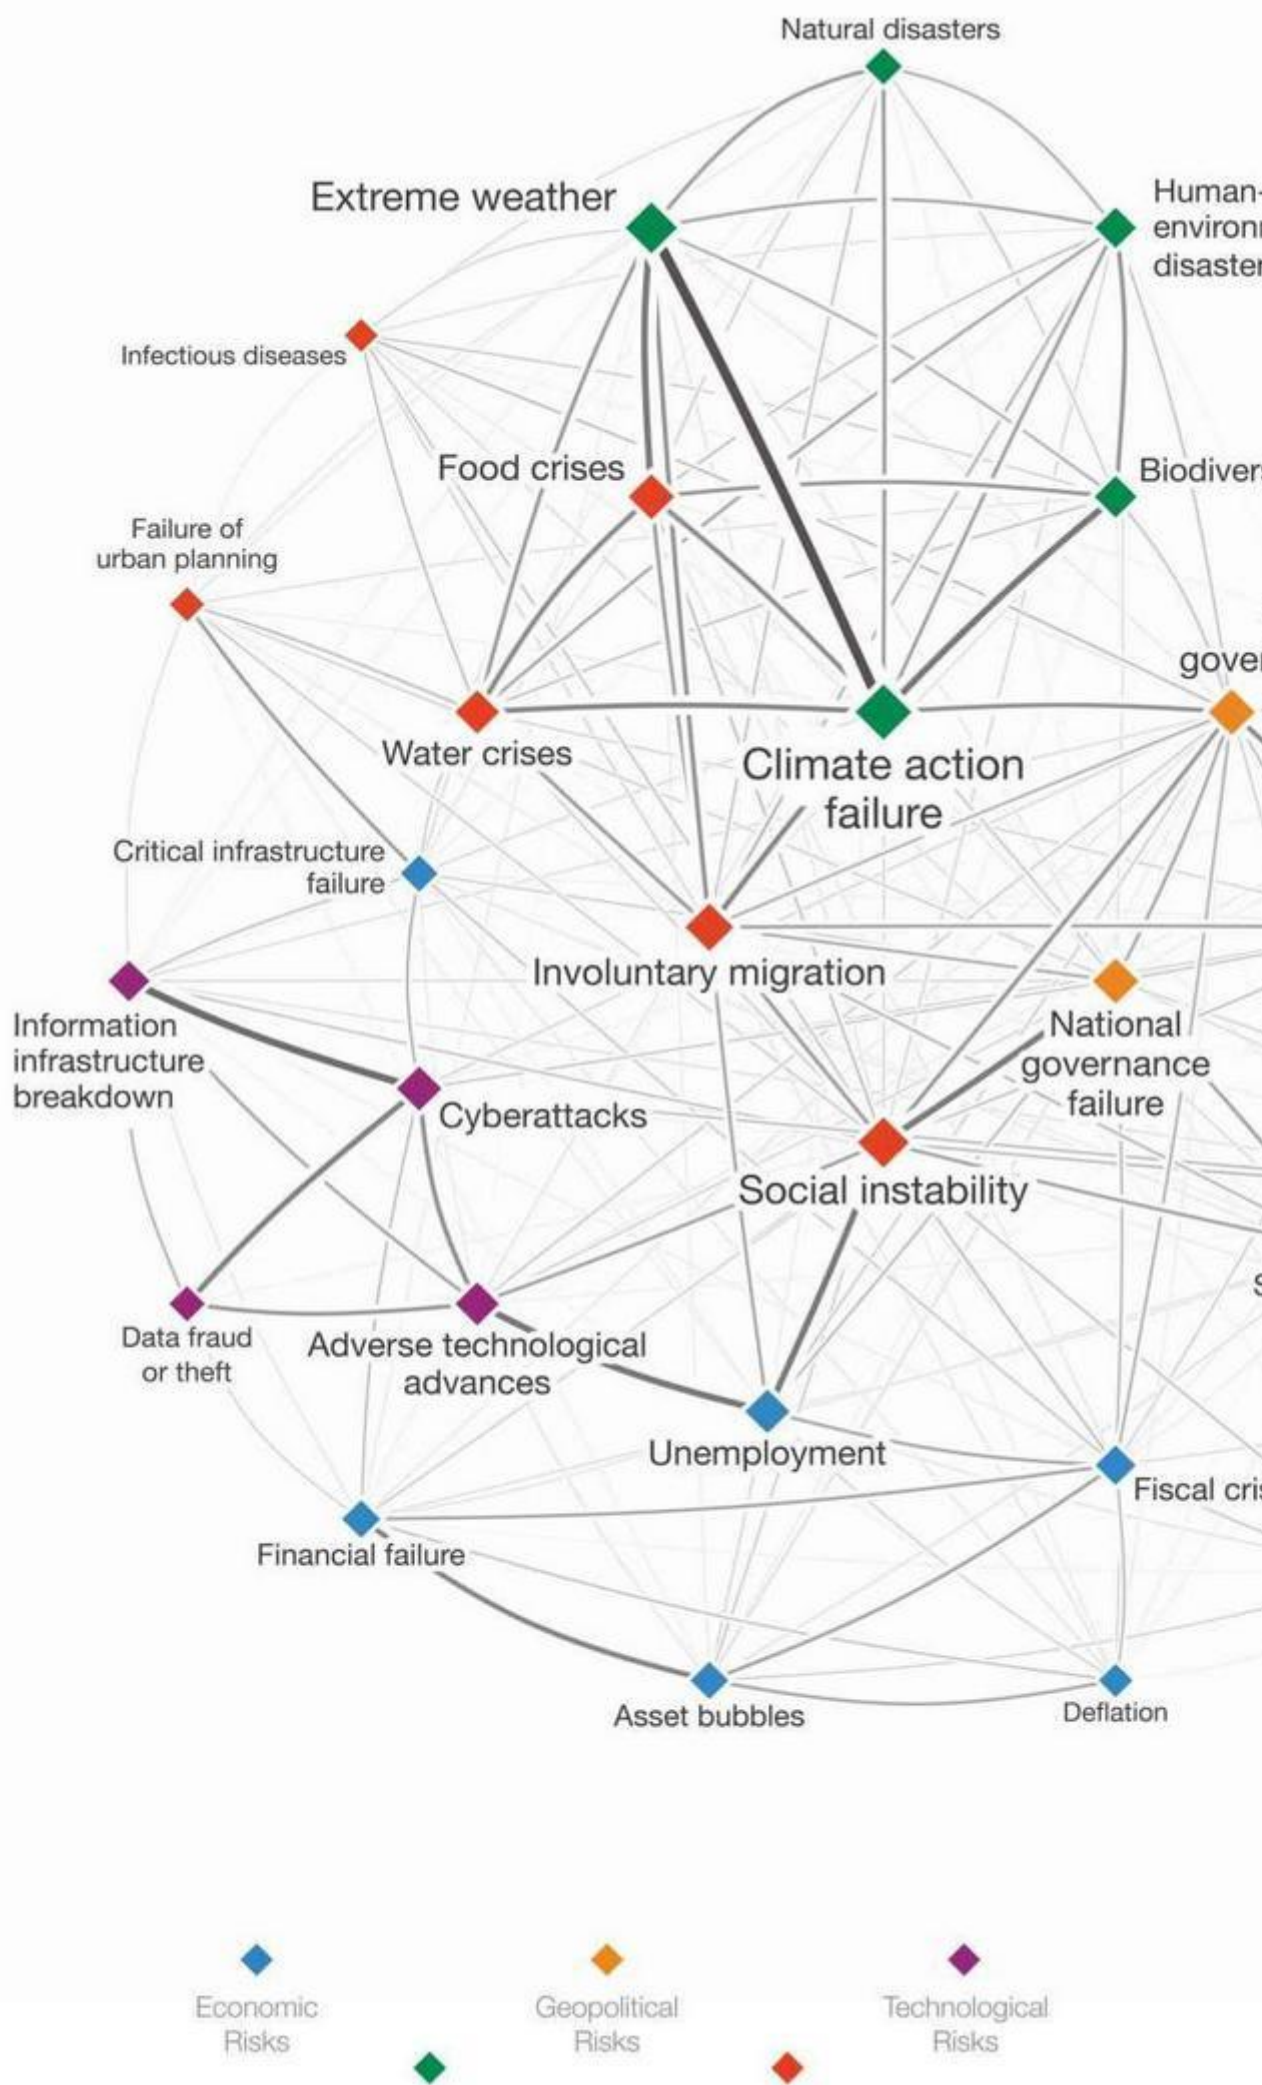 Natural disasters
Extreme weather
Human-
environ
disaster
Infectious diseases
Food crises
Biodivers
Failure of
urban planning
gover
Water crises
Climate action
failure
Critical infrastructure
failure
Involuntary migration
Information
infrastructure
breakdown
National
governance
failure
Cyberattacks
Social instability
S
Data fraud
or theft
Adverse technological
advances
Unemployment
Fiscal cris
Financial failure
Asset bubbles
Deflation
Economic
Risks
Geopolitical
Risks
Technological
Risks